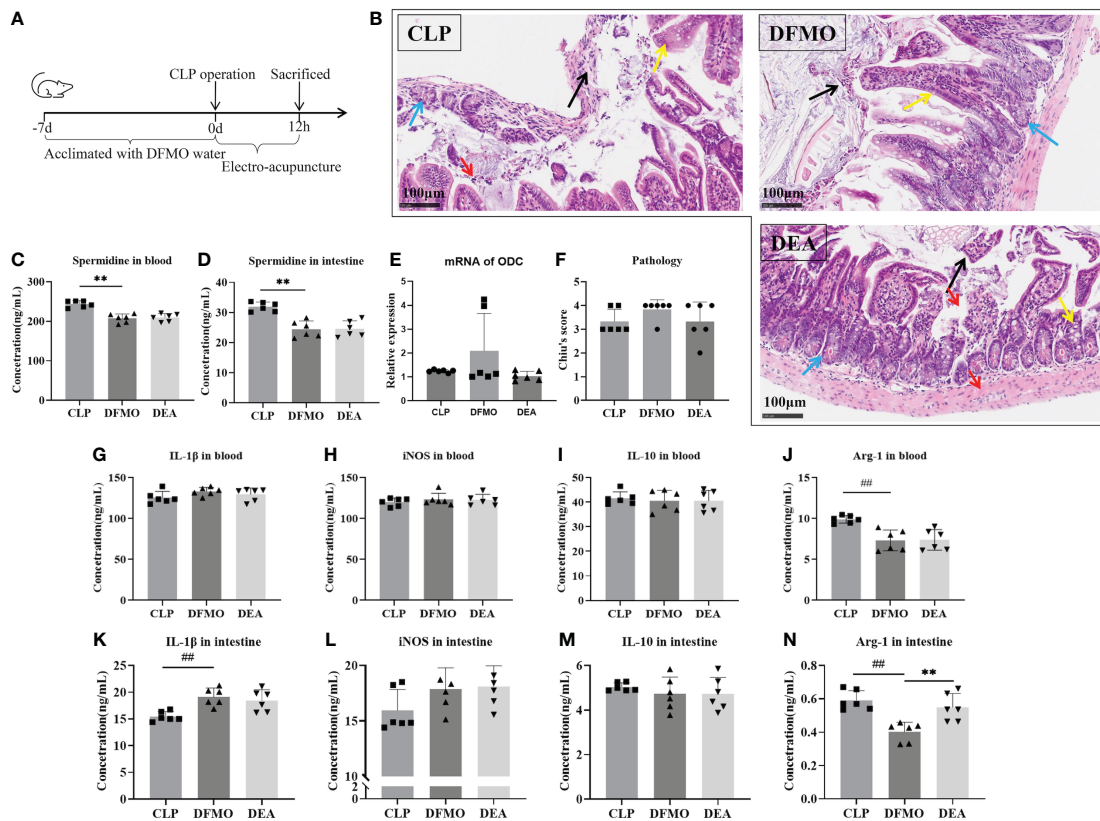 A
CLP operation
Sacrificed
-7d
0d
12h
Acclimated with DFMO water
Electro-acupuncture
B
CLP
100μm
DFMO
100μm
DEA
100μm
C
Spermidine in blood
**
Concentration(ng/mL)
300
200
100
0
CLP
DFMO
DEA
D
Spermidine in intestine
**
Concentration(ng/mL)
40
30
20
10
0
CLP
DFMO
DEA
E
mRNA of ODC
Relative expression
5
4
3
2
1
0
CLP
DFMO
DEA
F
Pathology
Chiu's score
5
4
3
2
1
0
CLP
DFMO
DEA
G
IL-1β in blood
Concetration(ng/mL)
150
100
50
0
CLP
DFMO
DEA
H
iNOS in blood
Concetration(ng/mL)
150
100
50
0
CLP
DFMO
DEA
I
IL-10 in blood
Concetration(ng/mL)
50
40
30
20
10
0
CLP
DFMO
DEA
J
Arg-1 in blood
##
Concetration(ng/mL)
15
10
5
0
CLP
DFMO
DEA
K
IL-1β in intestine
##
Concetration(ng/mL)
25
20
15
10
5
0
CLP
DFMO
DEA
L
iNOS in intestine
Concetration(ng/mL)
20
15
10
2
0
CLP
DFMO
DEA
M
IL-10 in intestine
Concetration(ng/mL)
6
4
2
0
CLP
DFMO
DEA
N
Arg-1 in intestine
##
**
Concetration(ng/mL)
0.8
0.6
0.4
0.2
0.0
CLP
DFMO
DEA